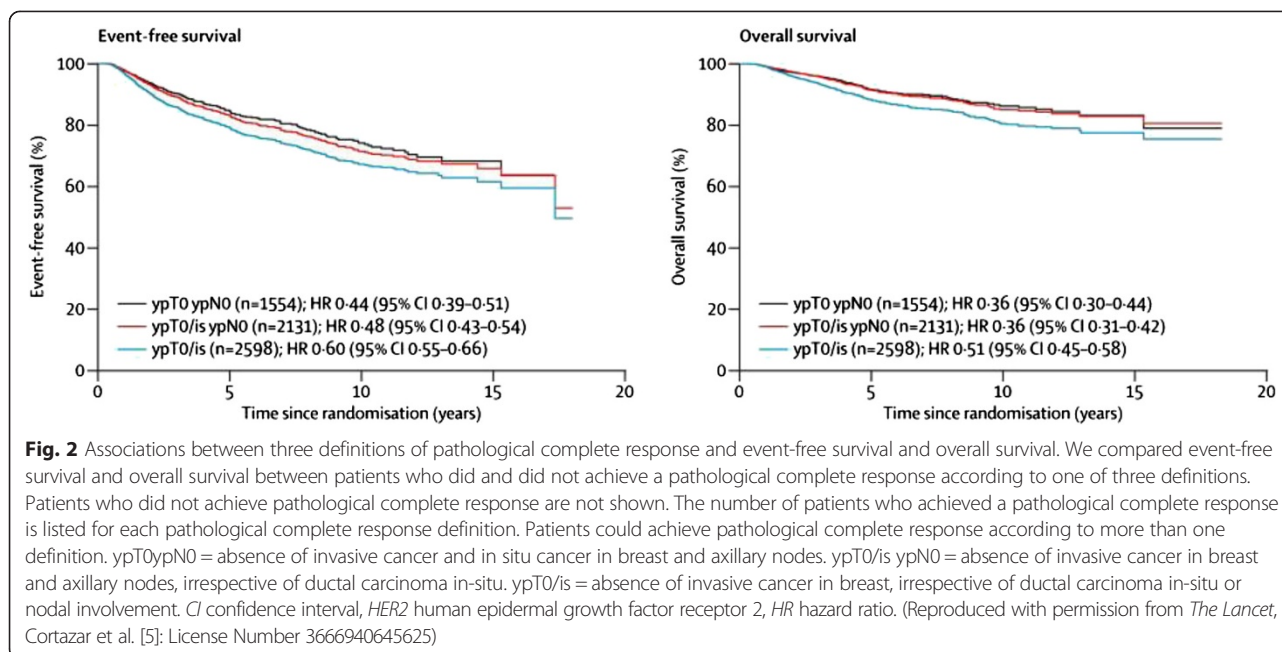 Event-free survival
100
80
60
40
20
0
Event-free survival (%)
ypT0 ypN0 (n=1554); HR 0·44 (95% CI 0·39–0·51)
ypT0/is ypN0 (n=2131); HR 0·48 (95% CI 0·43–0·54)
ypT0/is (n=2598); HR 0·60 (95% CI 0·55–0·66)
0 5 10 15 20
Time since randomisation (years)
Overall survival
100
80
60
40
20
0
Overall survival (%)
ypT0 ypN0 (n=1554); HR 0·36 (95% CI 0·30–0·44)
ypT0/is ypN0 (n=2131); HR 0·36 (95% CI 0·31–0·42)
ypT0/is (n=2598); HR 0·51 (95% CI 0·45–0·58)
0 5 10 15 20
Time since randomisation (years)
Fig. 2 Associations between three definitions of pathological complete response and event-free survival and overall survival. We compared event-free
survival and overall survival between patients who did and did not achieve a pathological complete response according to one of three definitions.
Patients who did not achieve pathological complete response are not shown. The number of patients who achieved a pathological complete response
is listed for each pathological complete response definition. Patients could achieve pathological complete response according to more than one
definition. ypT0ypN0 = absence of invasive cancer and in situ cancer in breast and axillary nodes. ypT0/is ypN0 = absence of invasive cancer in breast
and axillary nodes, irrespective of ductal carcinoma in-situ. ypT0/is = absence of invasive cancer in breast, irrespective of ductal carcinoma in-situ or
nodal involvement. CI confidence interval, HER2 human epidermal growth factor receptor 2, HR hazard ratio. (Reproduced with permission from The Lancet,
Cortazar et al. [5]: License Number 3666940645625)